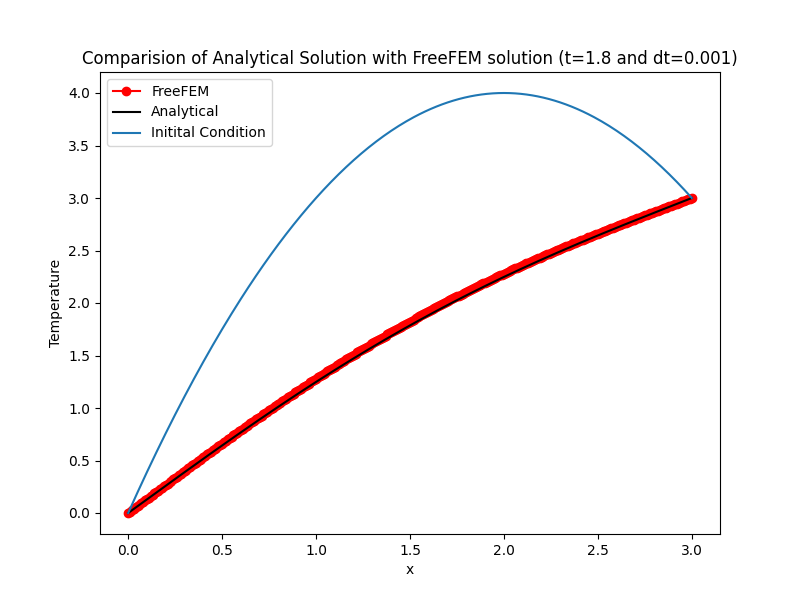 Comparision of Analytical Solution with FreeFEM solution (t=1.8 and dt=0.001)
FreeFEM
Analytical
Initital Condition
4.0
3.5
3.0
2.5
2.0
1.5
1.0
0.5
0.0
Temperature
0.0 0.5 1.0 1.5 2.0 2.5 3.0
x